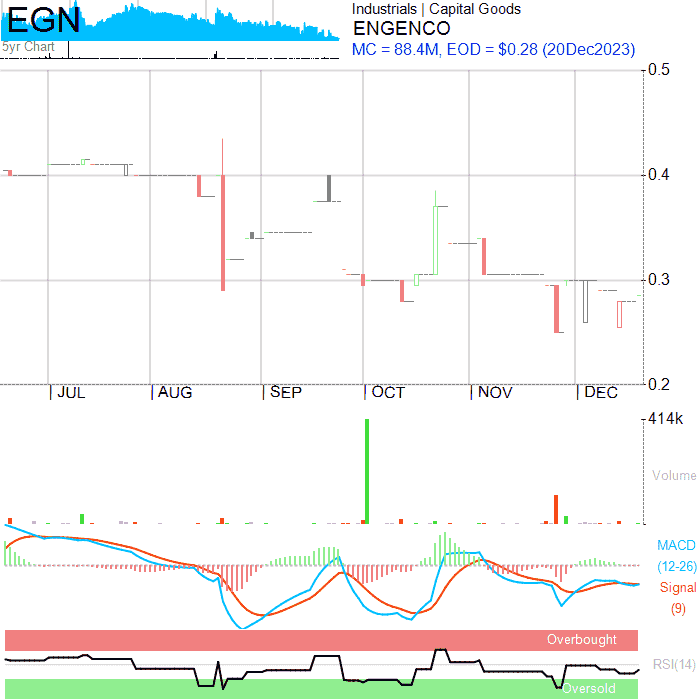 EGN
5yr Chart
Industrials | Capital Goods
ENGENCO
MC = 88.4M, EOD = $0.28 (20Dec2023)
0.5
0.4
0.3
0.2
JUL
AUG
SEP
OCT
NOV
DEC
414k
Volume
MACD
(12-26)
Signal
(9)
Overbought
RSI(14)
Oversold